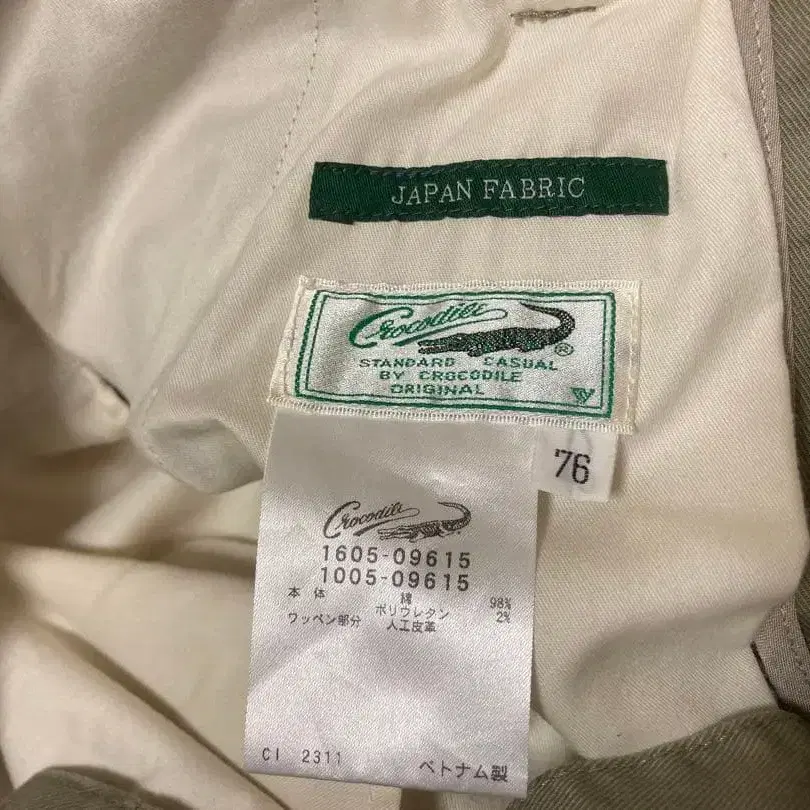 JAPAN FABRIC
Crocodile ®
STANDARD CASUAL
BY CROCODILE
ORIGINAL
76
Crocodile
1605-09615
1005-09615
本体 綿 98%
ポリウレタン 2%
ワッペン部分 人工皮革
CI 2311
ベトナム製